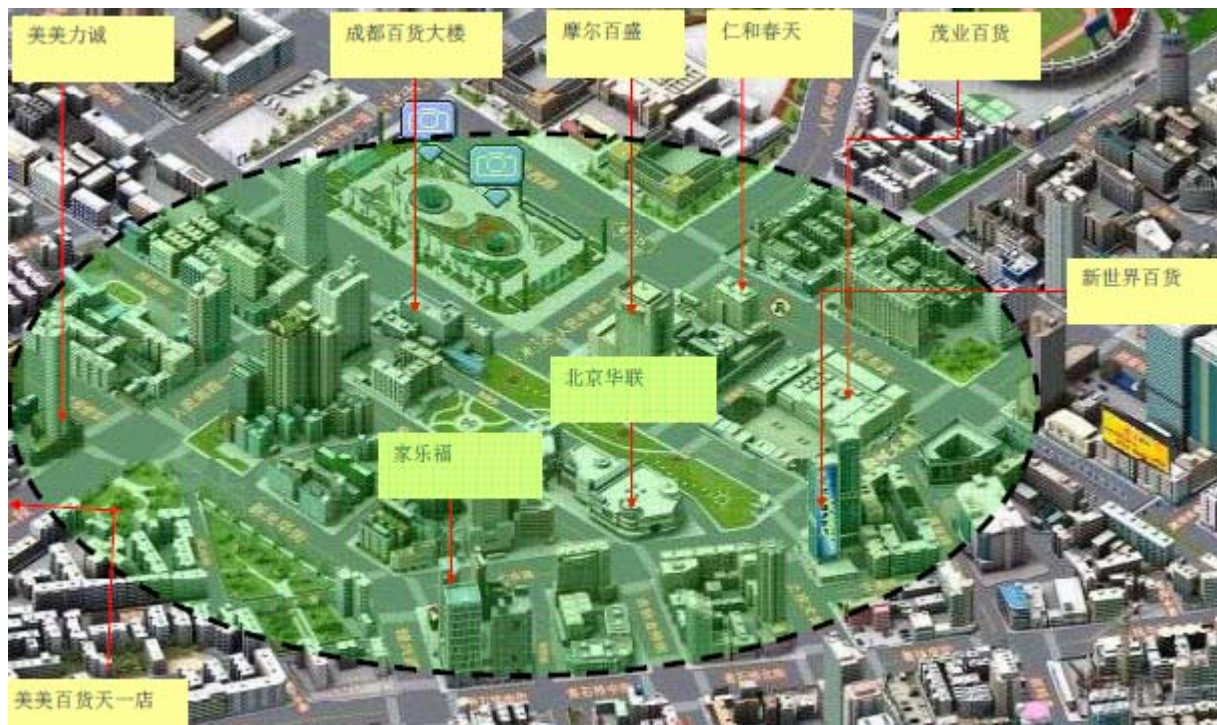 美美力诚
成都百货大楼
摩尔百盛
仁和春天
茂业百货
新世界百货
北京华联
家乐福
美美百货天一店